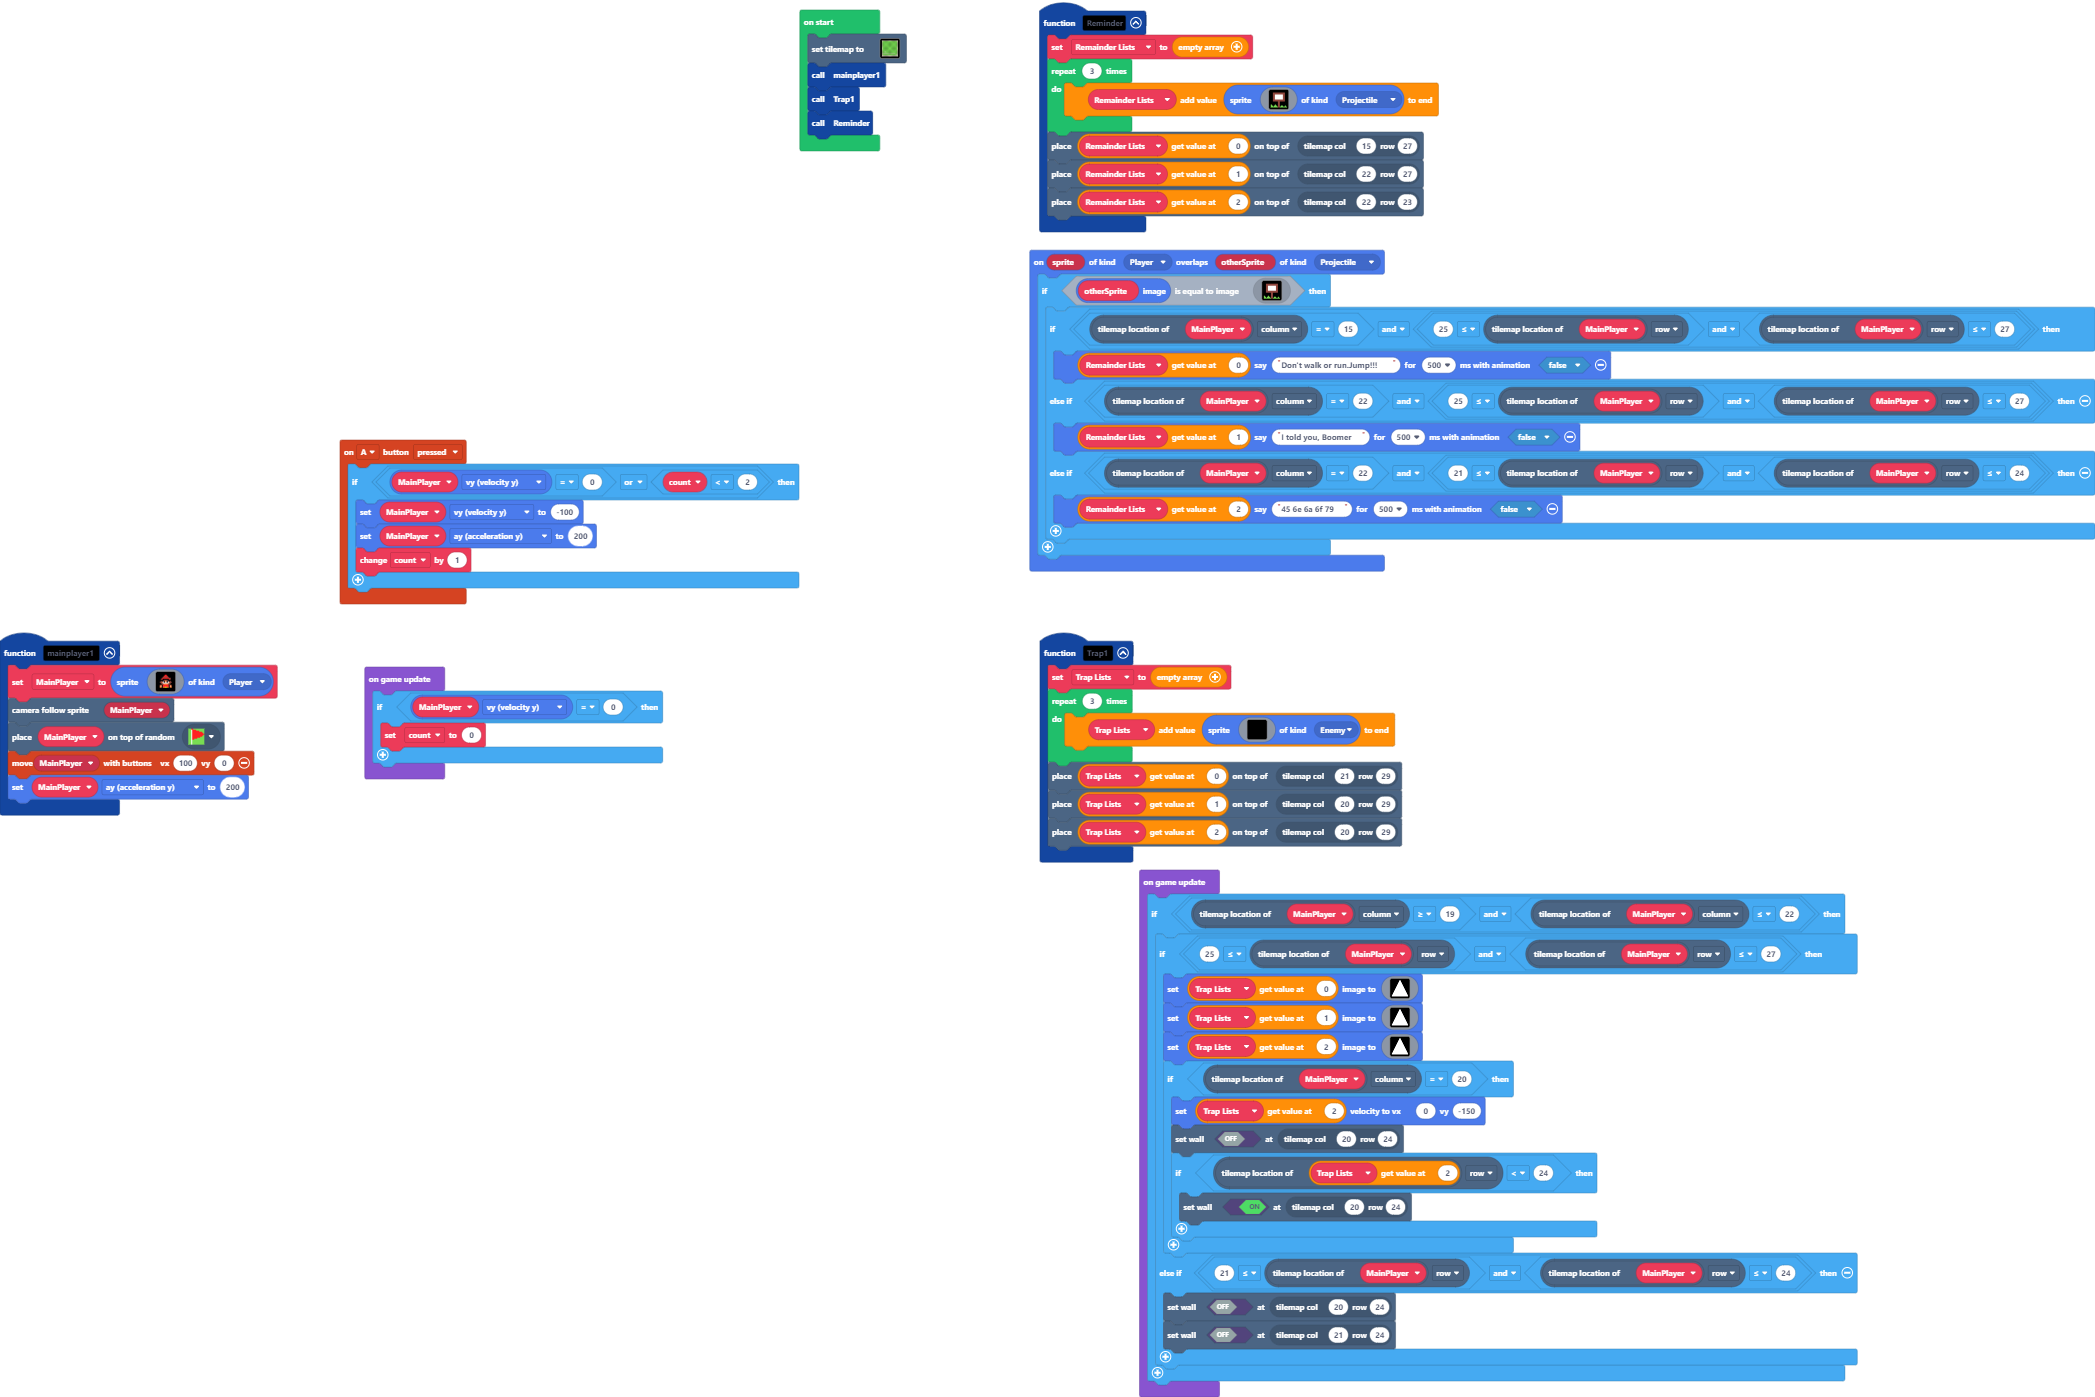 on start
set tilemap to
call mainplayer1
call Trap1
call Reminder
function Reminder
set Remainder Lists to empty array
repeat 3 times
do Remainder Lists add value sprite of kind Projectile to end
place Remainder Lists get value at 0 on top of tilemap col 15 row 27
place Remainder Lists get value at 1 on top of tilemap col 22 row 27
place Remainder Lists get value at 2 on top of tilemap col 22 row 23
on sprite of kind Player overlaps otherSprite of kind Projectile
if otherSprite image is equal to image then
if tilemap location of MainPlayer column = 15 and 25 ≤ tilemap location of MainPlayer row and tilemap location of MainPlayer row ≤ 27 then
Remainder Lists get value at 0 say "Don't walk or run.Jump!!!" for 500 ms with animation false
else if tilemap location of MainPlayer column = 22 and 25 ≤ tilemap location of MainPlayer row and tilemap location of MainPlayer row ≤ 27 then
Remainder Lists get value at 1 say "I told you, Boomer" for 500 ms with animation false
else if tilemap location of MainPlayer column = 22 and 21 ≤ tilemap location of MainPlayer row and tilemap location of MainPlayer row ≤ 24 then
Remainder Lists get value at 2 say "45 6e 6a 6f 79" for 500 ms with animation false
on A button pressed
if MainPlayer vy (velocity y) = 0 or count < 2 then
set MainPlayer vy (velocity y) to -100
set MainPlayer ay (acceleration y) to 200
change count by 1
function mainplayer1
set MainPlayer to sprite of kind Player
camera follow sprite MainPlayer
place MainPlayer on top of random
move MainPlayer with buttons vx 100 vy 0
set MainPlayer ay (acceleration y) to 200
on game update
if MainPlayer vy (velocity y) = 0 then
set count to 0
function Trap1
set Trap Lists to empty array
repeat 3 times
do Trap Lists add value sprite of kind Enemy to end
place Trap Lists get value at 0 on top of tilemap col 21 row 29
place Trap Lists get value at 1 on top of tilemap col 20 row 29
place Trap Lists get value at 2 on top of tilemap col 20 row 29
on game update
if tilemap location of MainPlayer column ≥ 19 and tilemap location of MainPlayer column ≤ 22 then
if 25 ≤ tilemap location of MainPlayer row and tilemap location of MainPlayer row ≤ 27 then
set Trap Lists get value at 0 image to
set Trap Lists get value at 1 image to
set Trap Lists get value at 2 image to
if tilemap location of MainPlayer column = 20 then
set Trap Lists get value at 2 velocity to vx 0 vy -150
set wall OFF at tilemap col 20 row 24
if tilemap location of Trap Lists get value at 2 row < 24 then
set wall ON at tilemap col 20 row 24
else if 21 ≤ tilemap location of MainPlayer row and tilemap location of MainPlayer row ≤ 24 then
set wall OFF at tilemap col 20 row 24
set wall OFF at tilemap col 21 row 24